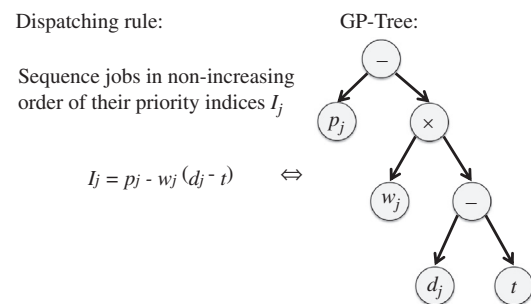 Dispatching rule:
GP-Tree:
Sequence jobs in non-increasing
order of their priority indices I_j
I_j = p_j - w_j (d_j - t)
⇔
−
p_j
×
w_j
−
d_j
t